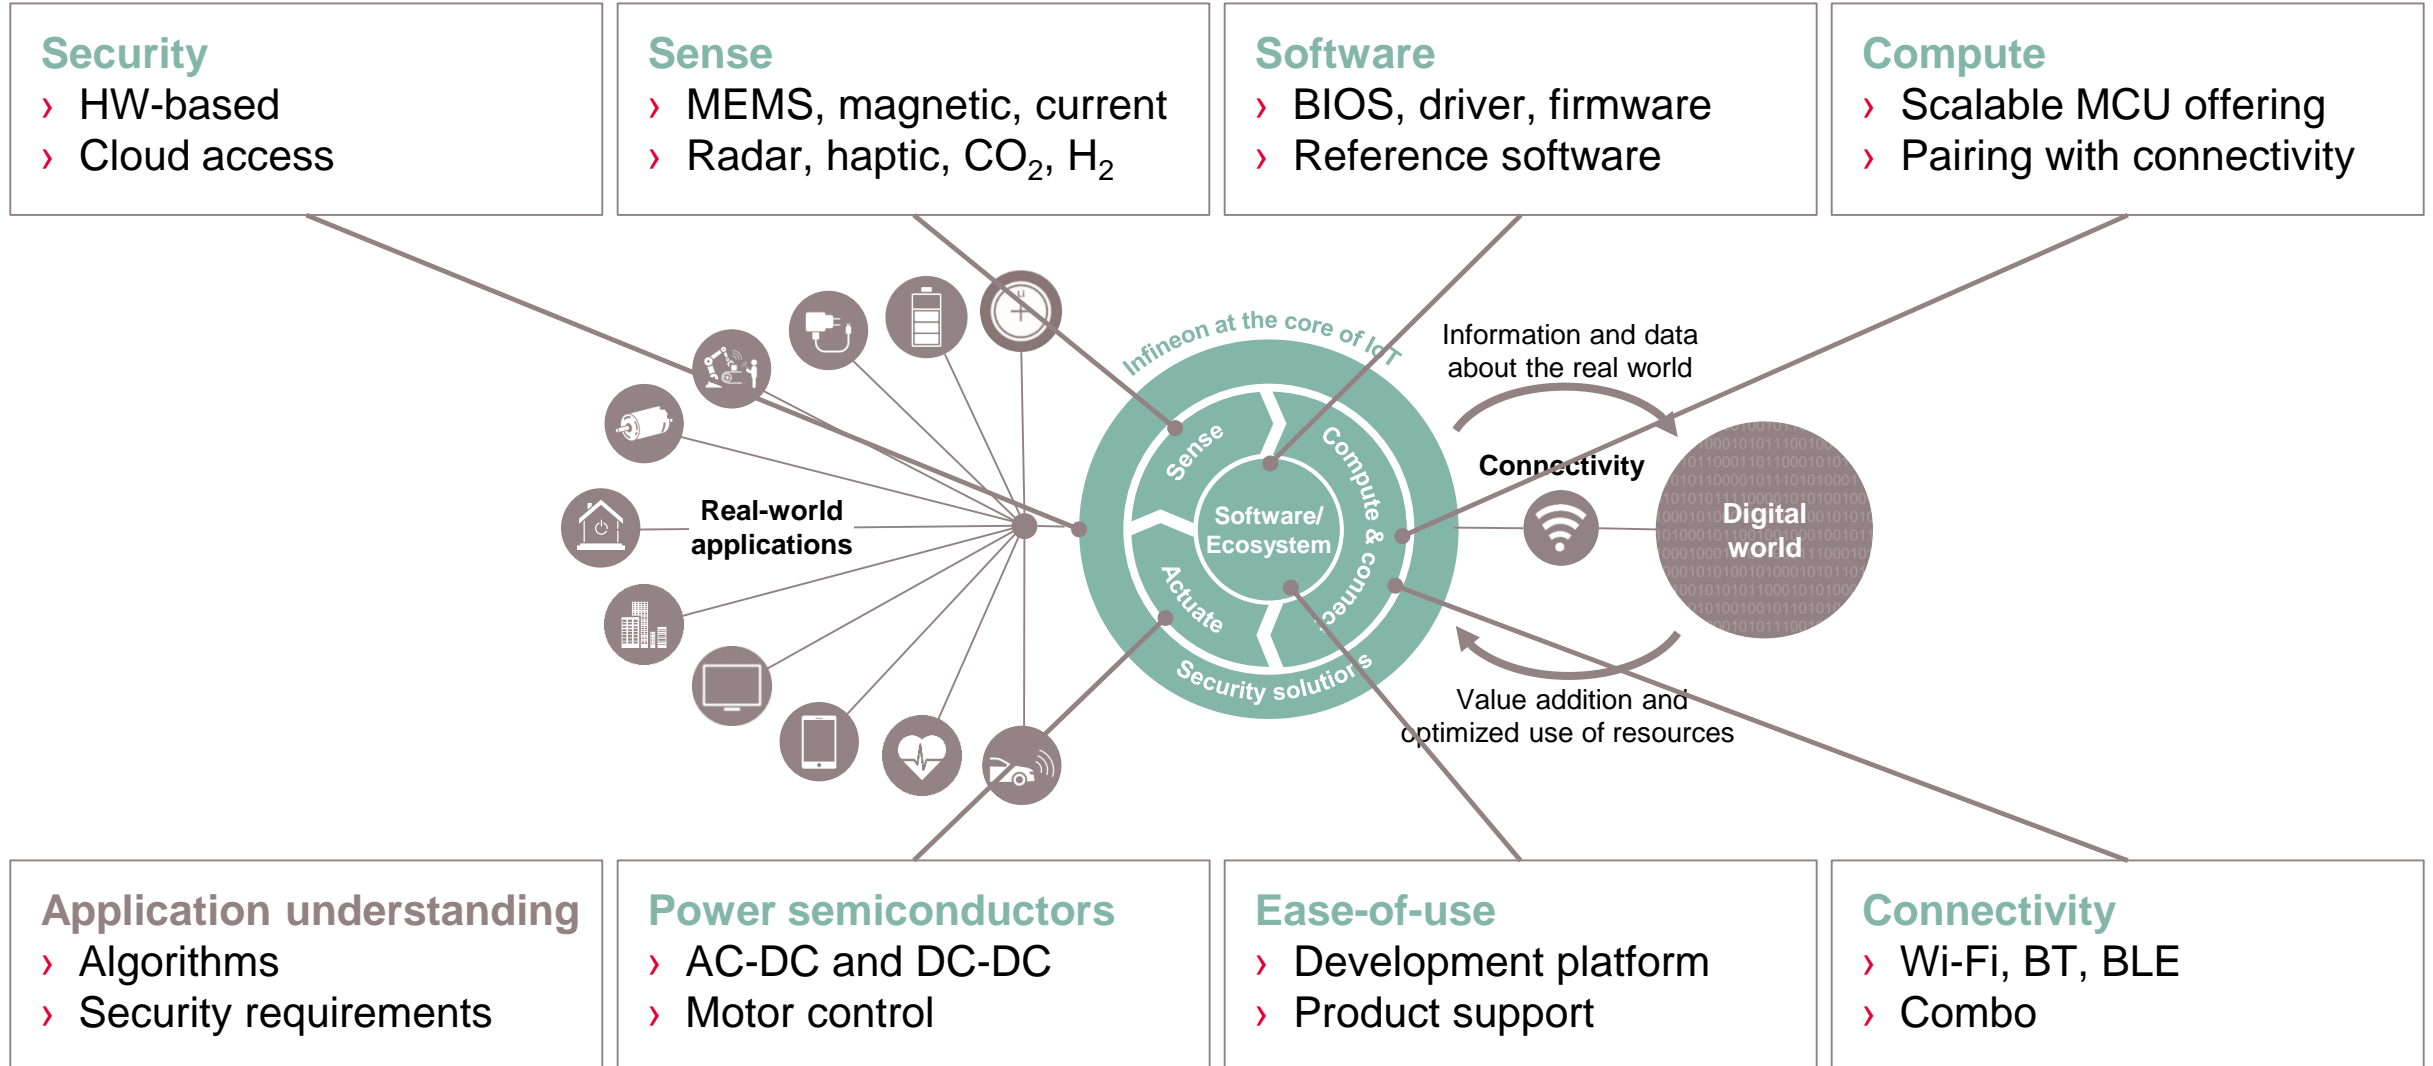 Security
› HW-based
› Cloud access
Sense
› MEMS, magnetic, current
› Radar, haptic, CO₂, H₂
Software
› BIOS, driver, firmware
› Reference software
Compute
› Scalable MCU offering
› Pairing with connectivity
Infineon at the core of IoT
Information and data
about the real world
Sense
Compute & connect
Connectivity
Real-world
applications
Software/
Ecosystem
Digital
world
Actuate
Security solutions
Value addition and
optimized use of resources
Application understanding
› Algorithms
› Security requirements
Power semiconductors
› AC-DC and DC-DC
› Motor control
Ease-of-use
› Development platform
› Product support
Connectivity
› Wi-Fi, BT, BLE
› Combo